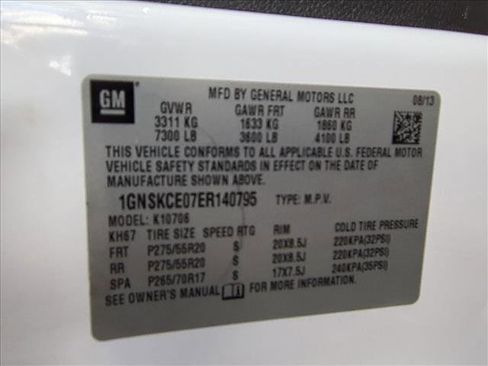 GM
MFD BY GENERAL MOTORS LLC
08/13
GVWR GAWR FRT GAWR RR
3311 KG 1633 KG 1860 KG
7300 LB 3600 LB 4100 LB
THIS VEHICLE CONFORMS TO ALL APPLICABLE U.S. FEDERAL MOTOR
VEHICLE SAFETY STANDARDS IN EFFECT ON THE DATE OF
MANUFACTURE SHOWN ABOVE.
1GNSKCE07ER140795 TYPE: M.P.V.
MODEL: K10706
KH67 TIRE SIZE SPEED RTG RIM COLD TIRE PRESSURE
FRT P275/55R20 S 20X8.5J 220KPA(32PSI)
RR P275/55R20 S 20X8.5J 220KPA(32PSI)
SPA P265/70R17 S 17X7.5J 240KPA(35PSI)
SEE OWNER'S MANUAL FOR MORE INFORMATION.